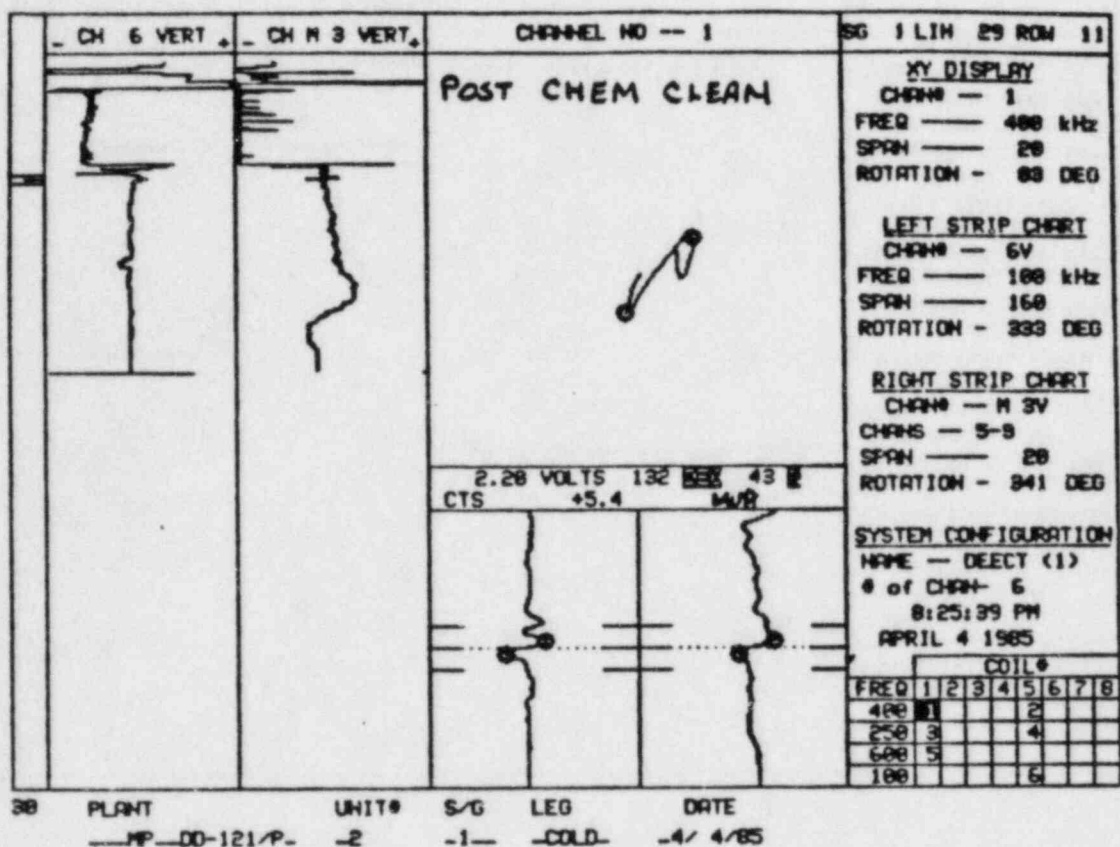 - CH 6 VERT +
- CH M 3 VERT +
CHANNEL NO -- 1
SG 1 LIN 29 ROW 11
POST CHEM CLEAN
XY DISPLAY
CHAN# — 1
FREQ — 400 kHz
SPAN — 20
ROTATION - 83 DEG
LEFT STRIP CHART
CHAN# — 6V
FREQ — 100 kHz
SPAN — 160
ROTATION - 333 DEG
RIGHT STRIP CHART
CHAN# — M 3V
CHANS — 5-9
SPAN — 20
ROTATION - 341 DEG
2.20 VOLTS 132 43
CTS +5.4
SYSTEM CONFIGURATION
NAME — DEECT (1)
# of CHAN- 6
8:25:39 PM
APRIL 4 1985
COIL#
FREQ 1 2 3 4 5 6 7 8
400 1 2
250 3 4
600 5
100 6
30 PLANT UNIT# S/G LEG DATE
MP DD-121/P- -2 -1 -COLD- -4/ 4/85